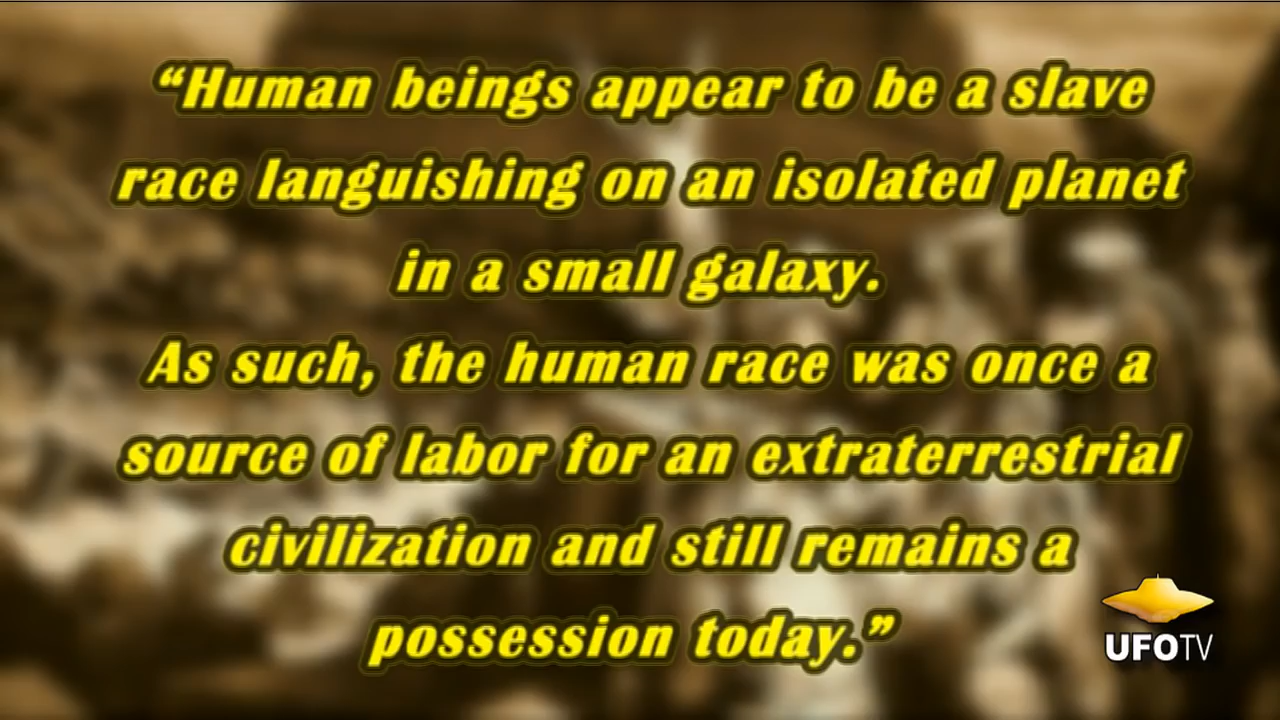 “Human beings appear to be a slave
race languishing on an isolated planet
in a small galaxy.
As such, the human race was once a
source of labor for an extraterrestrial
civilization and still remains a
possession today.”
UFOTV